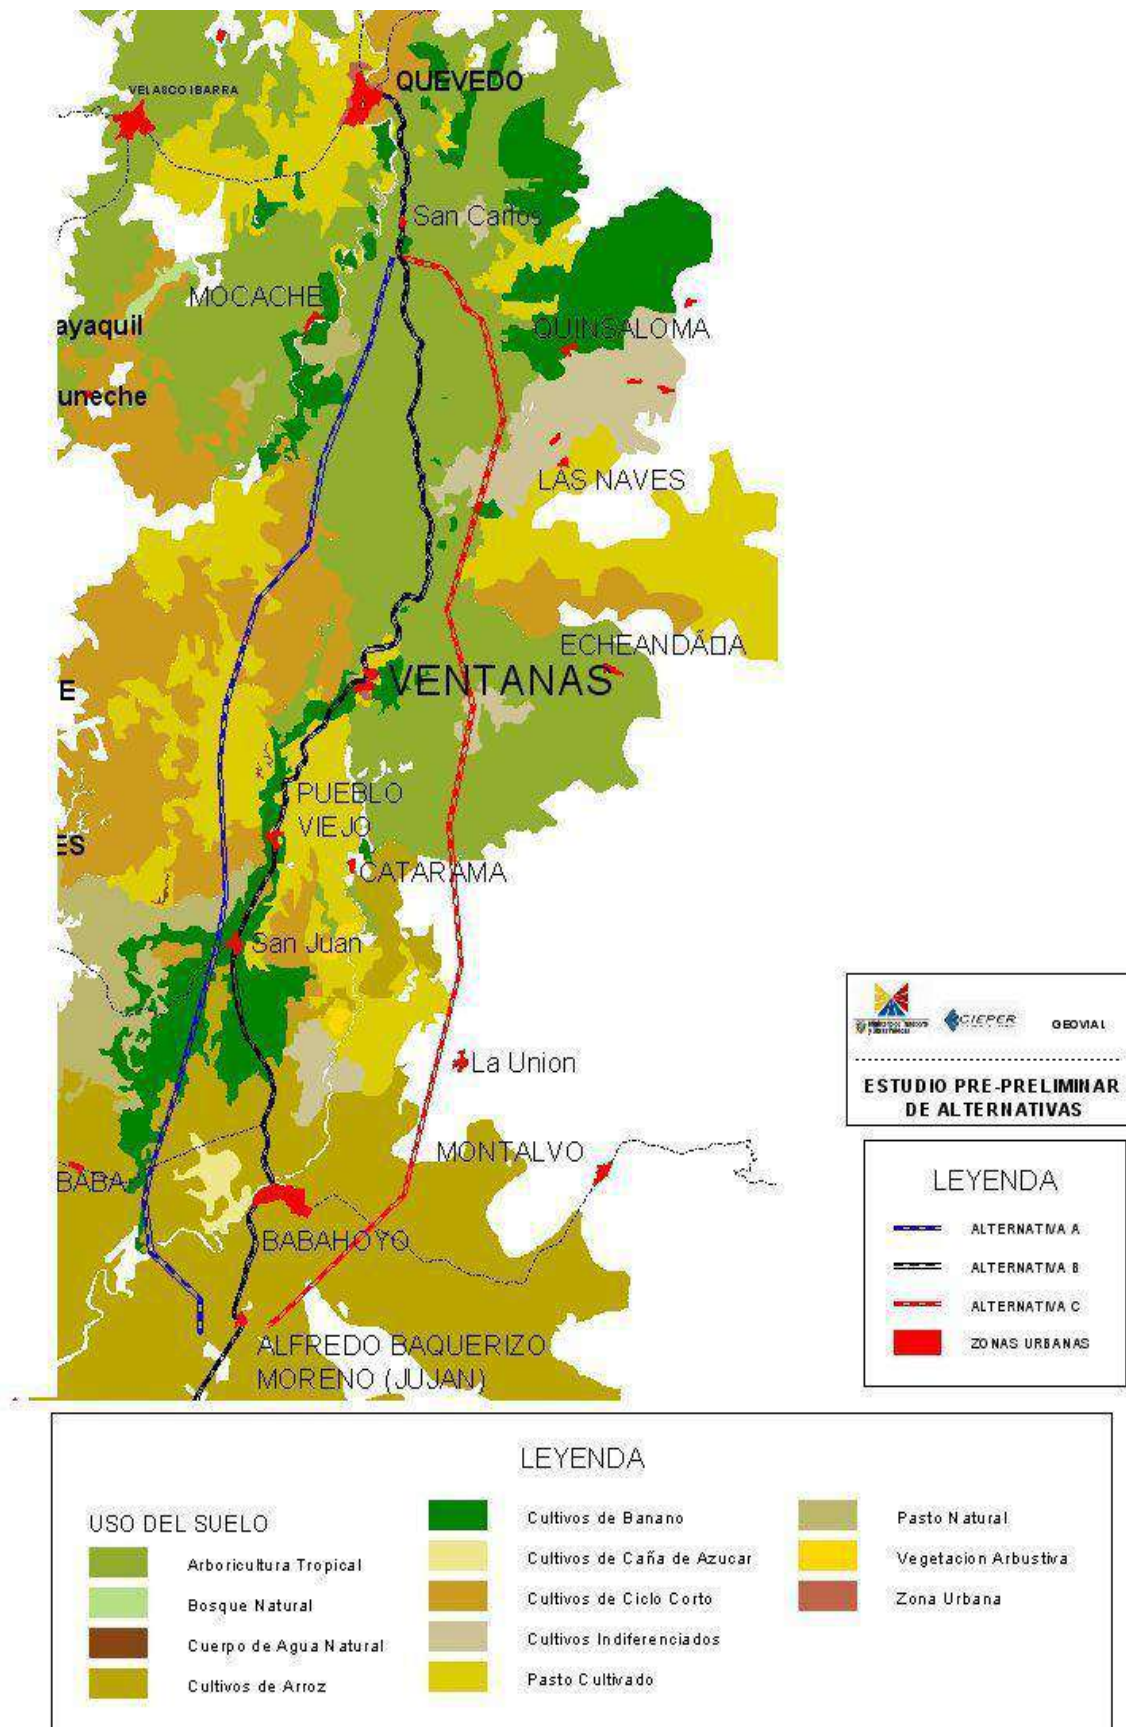 QUEVEDO
VELASCO IBARRA
San Carlos
MOCACHE
ayaquil
QUINSALOMA
uneche
LAS NAVES
ECHEANDÃ□A
VENTANAS
E
PUEBLO
VIEJO
ES
CATARAMA
San Juan
CIEPER
GEOVIAL
La Union
ESTUDIO PRE-PRELIMINAR
DE ALTERNATIVAS
MONTALVO
BABA
LEYENDA
ALTERNATIVA A
BABAHOYO
ALTERNATIVA B
ALTERNATIVA C
ZONAS URBANAS
ALFREDO BAQUERIZO
MORENO (JUJAN)
LEYENDA
USO DEL SUELO
Arboricultura Tropical
Bosque Natural
Cuerpo de Agua Natural
Cultivos de Arroz
Cultivos de Banano
Cultivos de Caña de Azucar
Cultivos de Ciclo Corto
Cultivos Indiferenciados
Pasto Cultivado
Pasto Natural
Vegetacion Arbustiva
Zona Urbana